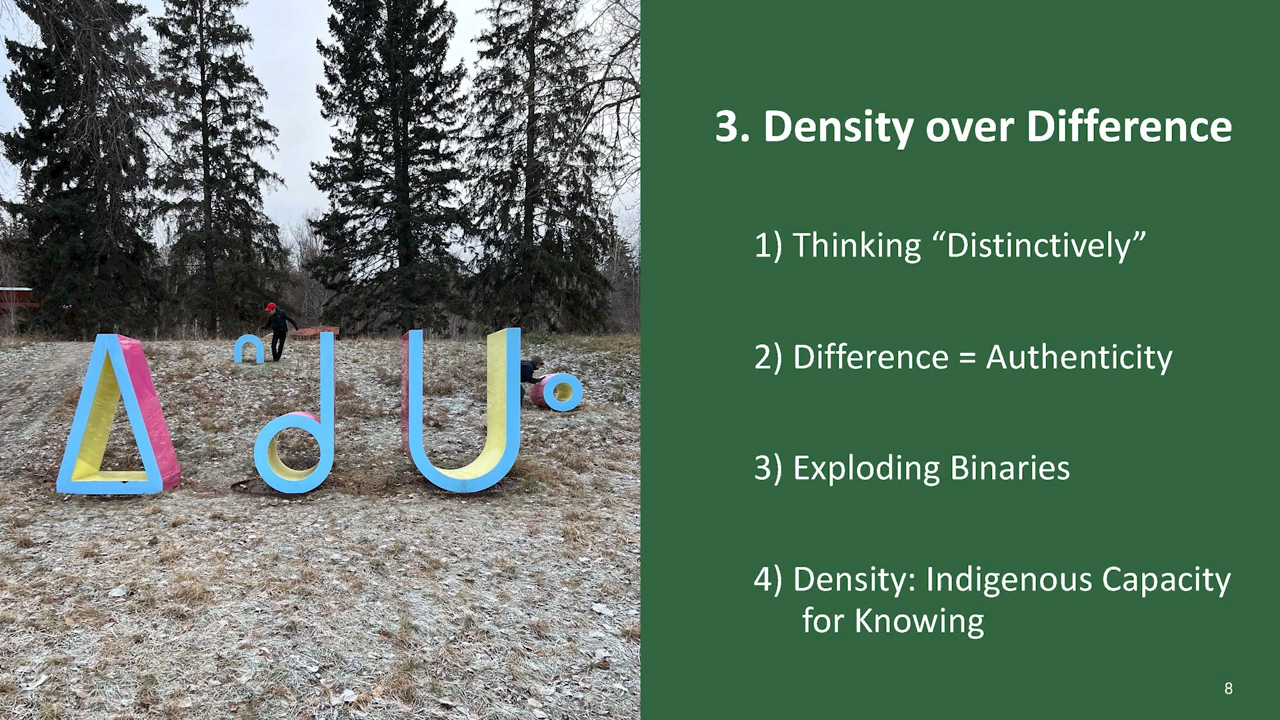 ᐃᐢᑯᑌᐤ
3. Density over Difference
1) Thinking “Distinctively”
2) Difference = Authenticity
3) Exploding Binaries
4) Density: Indigenous Capacity
for Knowing
8